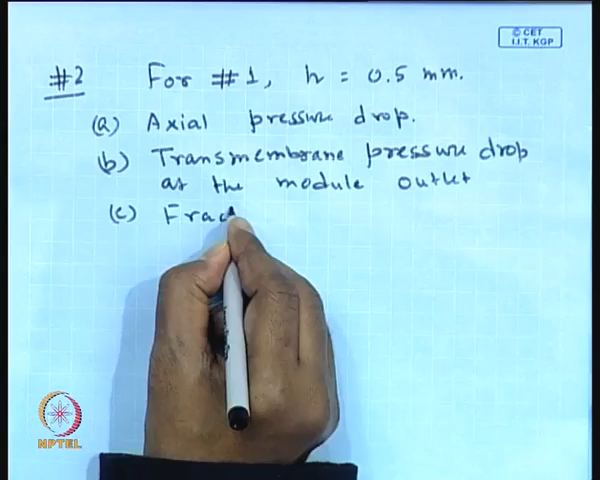 © CET
I.I.T. KGP
#2 For #1, h = 0.5 mm.
(a) Axial pressure drop.
(b) Transmembrane pressure drop
at the module outlet
(c) Frac
NPTEL